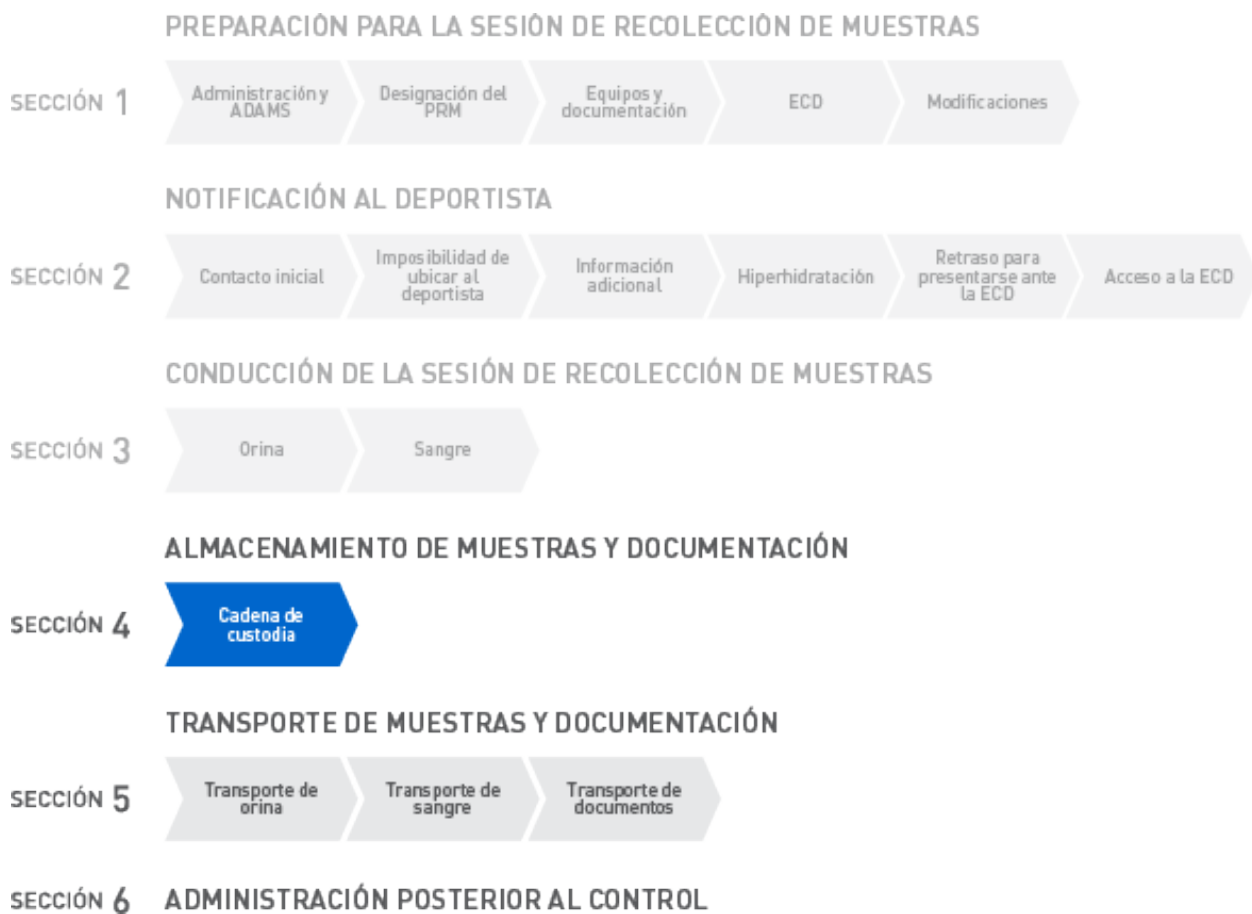 PREPARACIÓN PARA LA SESIÓN DE RECOLECCIÓN DE MUESTRAS
SECCIÓN 1
Administración y
ADAMS
Designación del
PRM
Equipos y
documentación
ECD
Modificaciones
NOTIFICACIÓN AL DEPORTISTA
SECCIÓN 2
Contacto inicial
Imposibilidad de
ubicar al
deportista
Información
adicional
Hiperhidratación
Retraso para
presentarse ante
la ECD
Acceso a la ECD
CONDUCCIÓN DE LA SESIÓN DE RECOLECCIÓN DE MUESTRAS
SECCIÓN 3
Orina
Sangre
ALMACENAMIENTO DE MUESTRAS Y DOCUMENTACIÓN
SECCIÓN 4
Cadena de
custodia
TRANSPORTE DE MUESTRAS Y DOCUMENTACIÓN
SECCIÓN 5
Transporte de
orina
Transporte de
sangre
Transporte de
documentos
SECCIÓN 6 ADMINISTRACIÓN POSTERIOR AL CONTROL